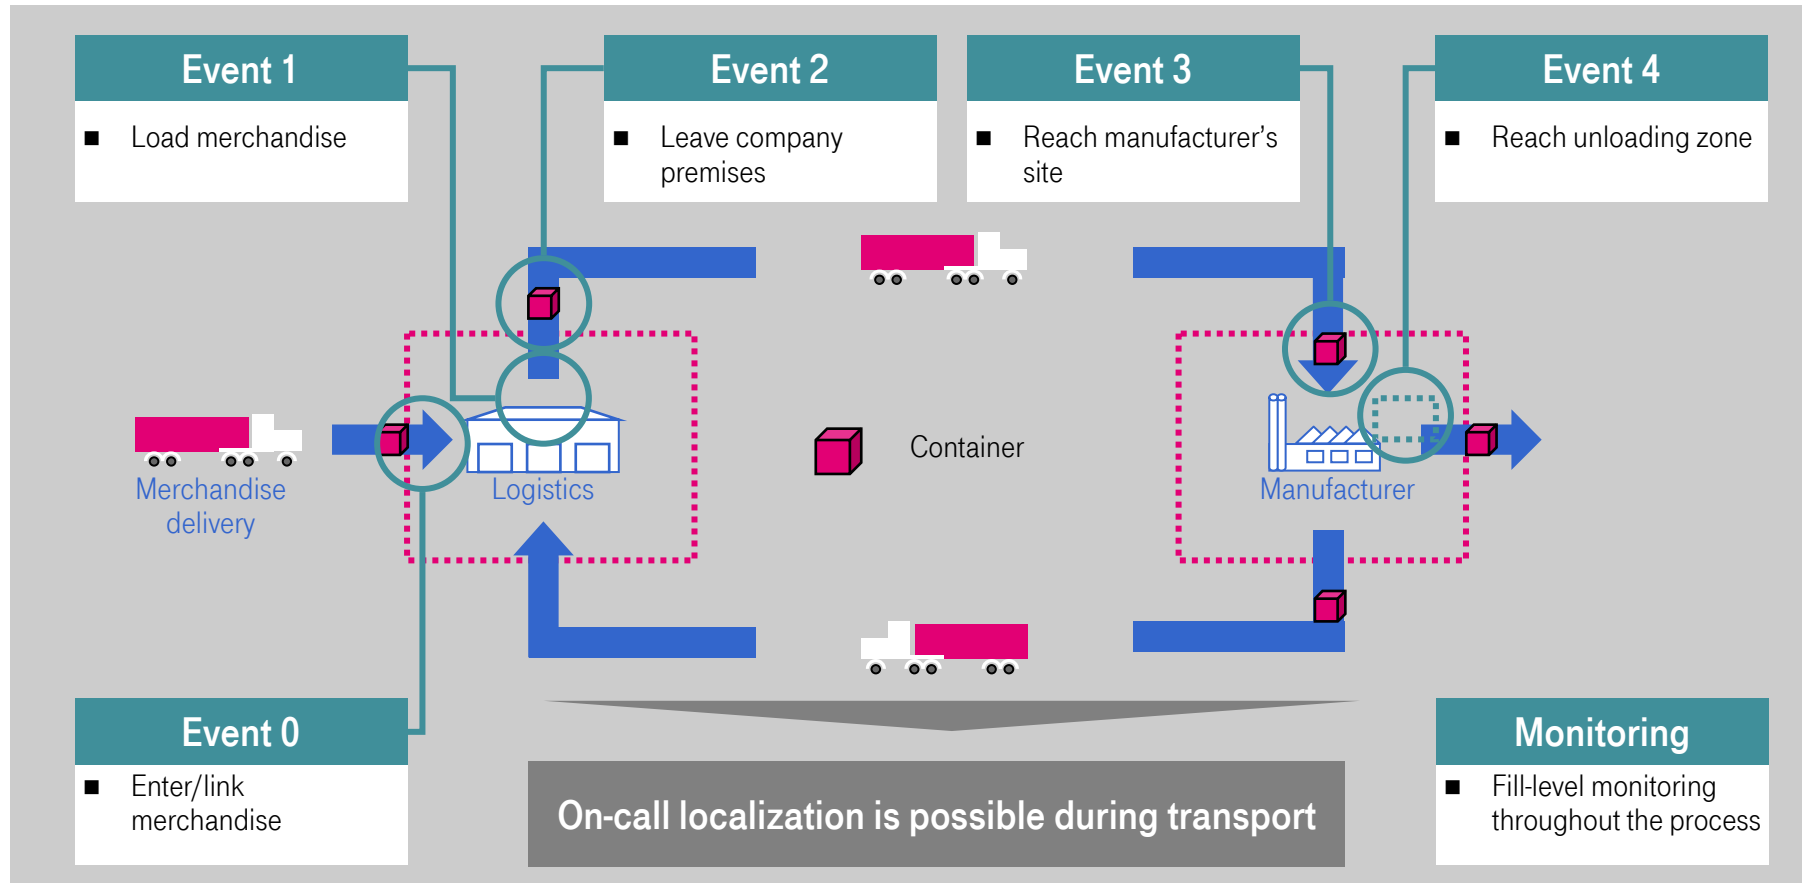 Event 1
Load merchandise
Event 2
Leave company
premises
Event 3
Reach manufacturer's
site
Event 4
Reach unloading zone
Merchandise
delivery
Logistics
Container
Manufacturer
Event 0
Enter/link
merchandise
On-call localization is possible during transport
Monitoring
Fill-level monitoring
throughout the process